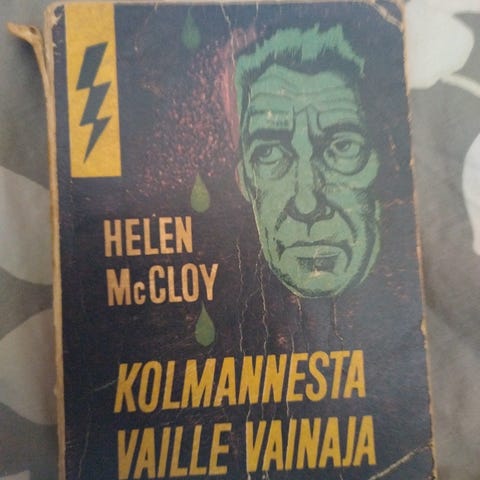 HELEN
McCLOY
KOLMANNESTA
VAILLE VAINAJA